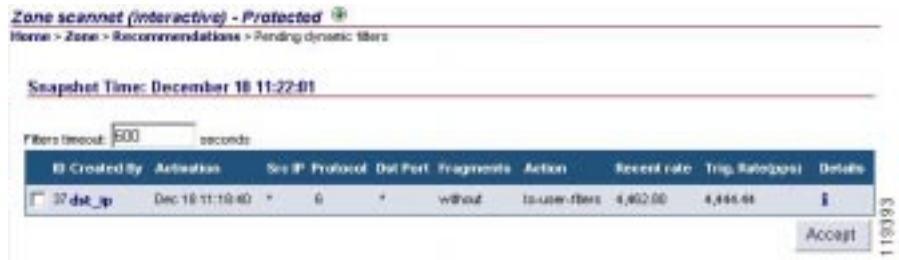 Zone scannet (interactive) - Protected
Home > Zone > Recommendations > Pending dynamic filters
Snapshot Time: December 18 11:22:01
Filters timeout: 600 seconds
ID Created By Activation Src IP Protocol Dst Port Fragments Action Recent rate Trig. Rate(pps) Details
37 dst_ip Dec 18 11:18:40 * 6 * without to-user-filters 4,462.80 4,444.44 i
Accept
119393